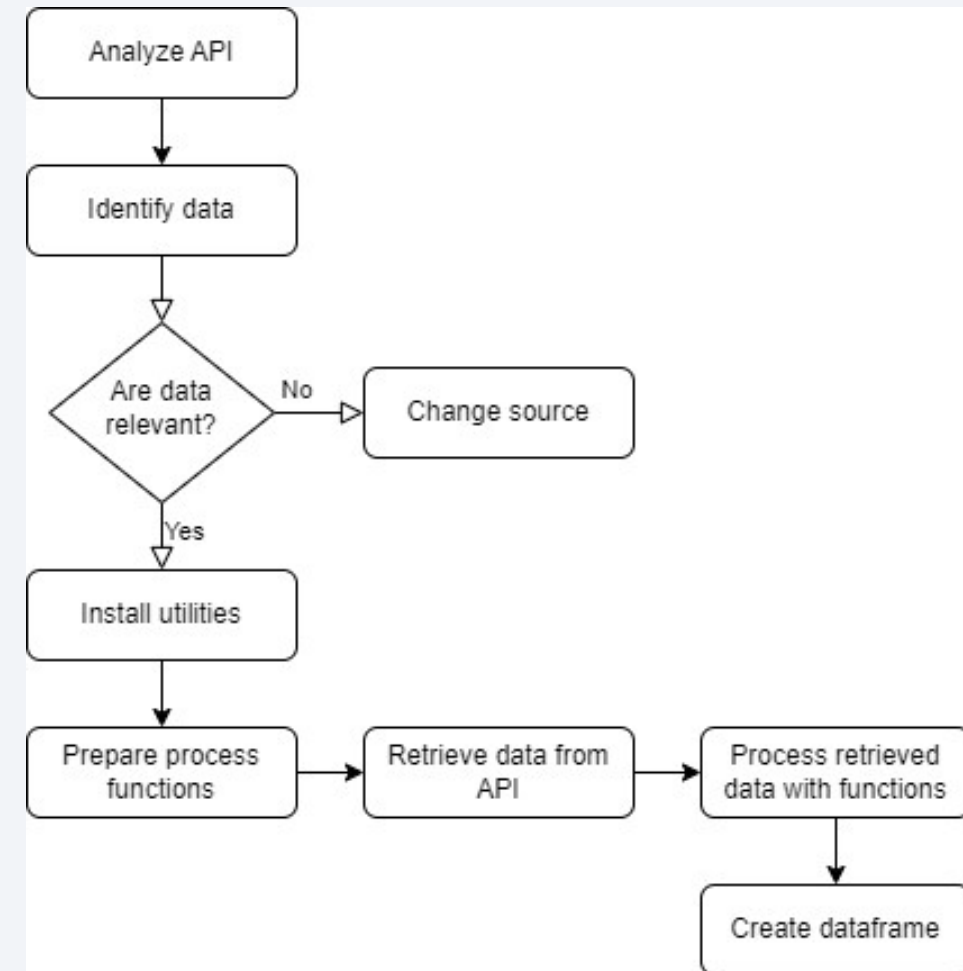 Analyze API
Identify data
Are data
relevant?
No
Change source
Yes
Install utilities
Prepare process
functions
Retrieve data from
API
Process retrieved
data with functions
Create dataframe